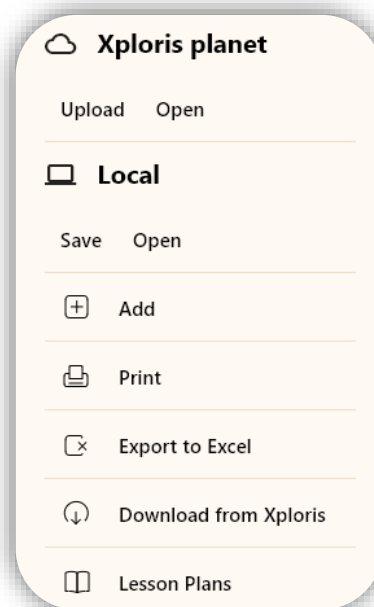 Xploris planet
Upload Open
Local
Save Open
Add
Print
Export to Excel
Download from Xploris
Lesson Plans